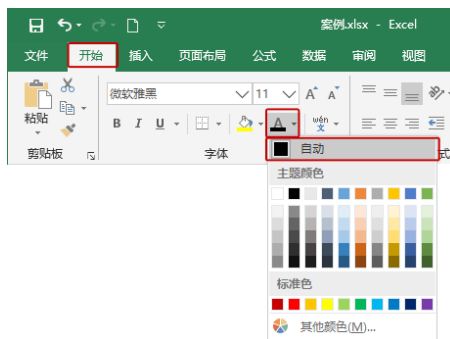 案例.xlsx - Excel
文件 开始 插入 页面布局 公式 数据 审阅 视图
微软雅黑 11 A A
粘贴 B I U A wén 文
剪贴板 字体 式
自动
主题颜色
标准色
其他颜色(M)...